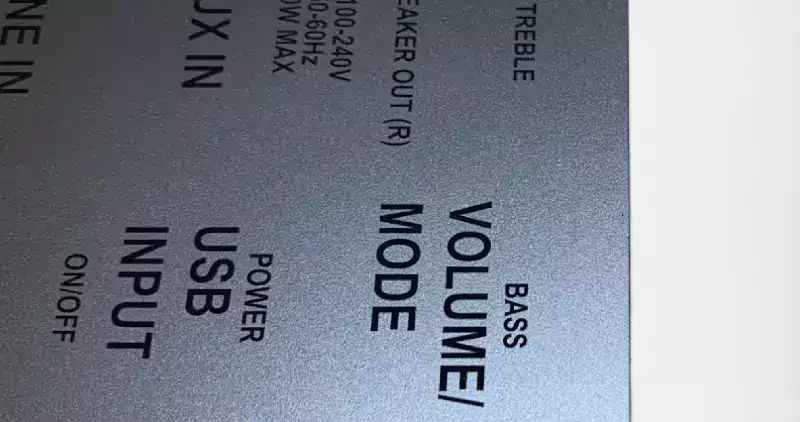 TREBLE
BASS
VOLUME/
MODE
EAKER OUT (R)
100-240V
0-60Hz
0W MAX
UX IN
POWER
USB
INPUT
ON/OFF
NE IN